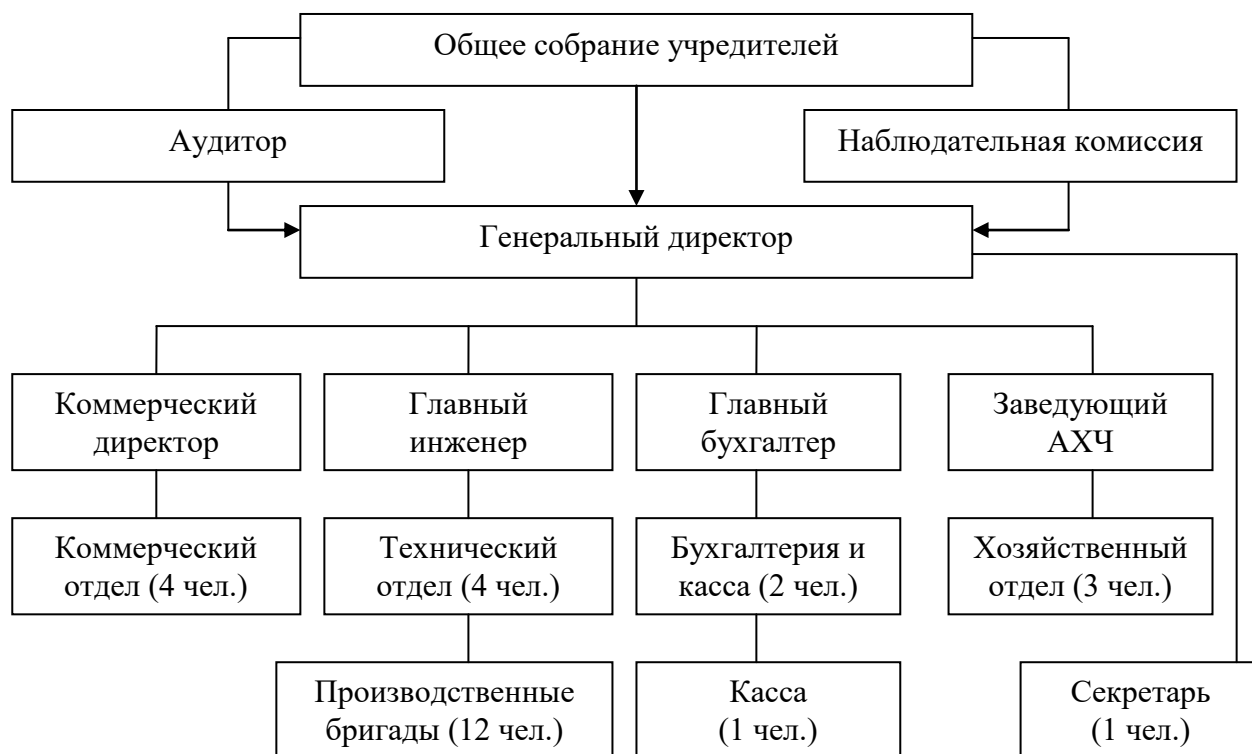 Общее собрание учредителей
Аудитор
Наблюдательная комиссия
Генеральный директор
Коммерческий
директор
Главный
инженер
Главный
бухгалтер
Заведующий
АХЧ
Коммерческий
отдел (4 чел.)
Технический
отдел (4 чел.)
Бухгалтерия и
касса (2 чел.)
Хозяйственный
отдел (3 чел.)
Производственные
бригады (12 чел.)
Касса
(1 чел.)
Секретарь
(1 чел.)